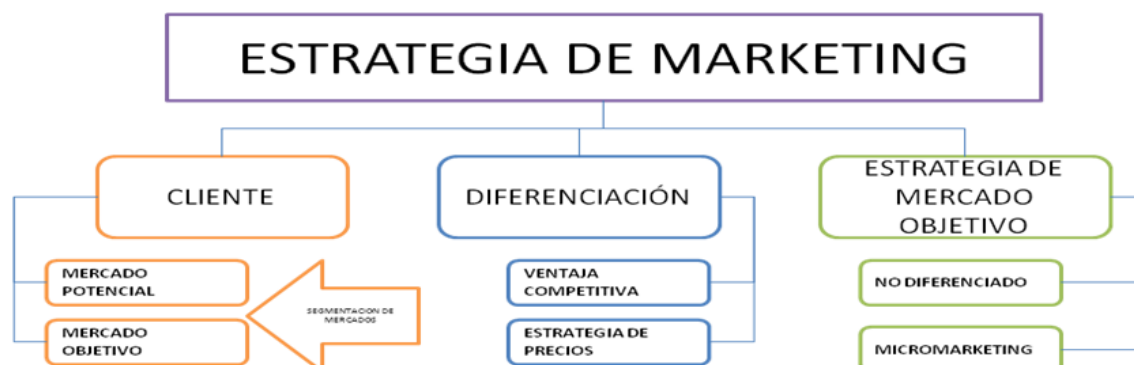 ESTRATEGIA DE MARKETING
CLIENTE
DIFERENCIACIÓN
ESTRATEGIA DE
MERCADO
OBJETIVO
MERCADO
POTENCIAL
SEGMENTACION DE
MERCADOS
MERCADO
OBJETIVO
VENTAJA
COMPETITIVA
ESTRATEGIA DE
PRECIOS
NO DIFERENCIADO
MICROMARKETING